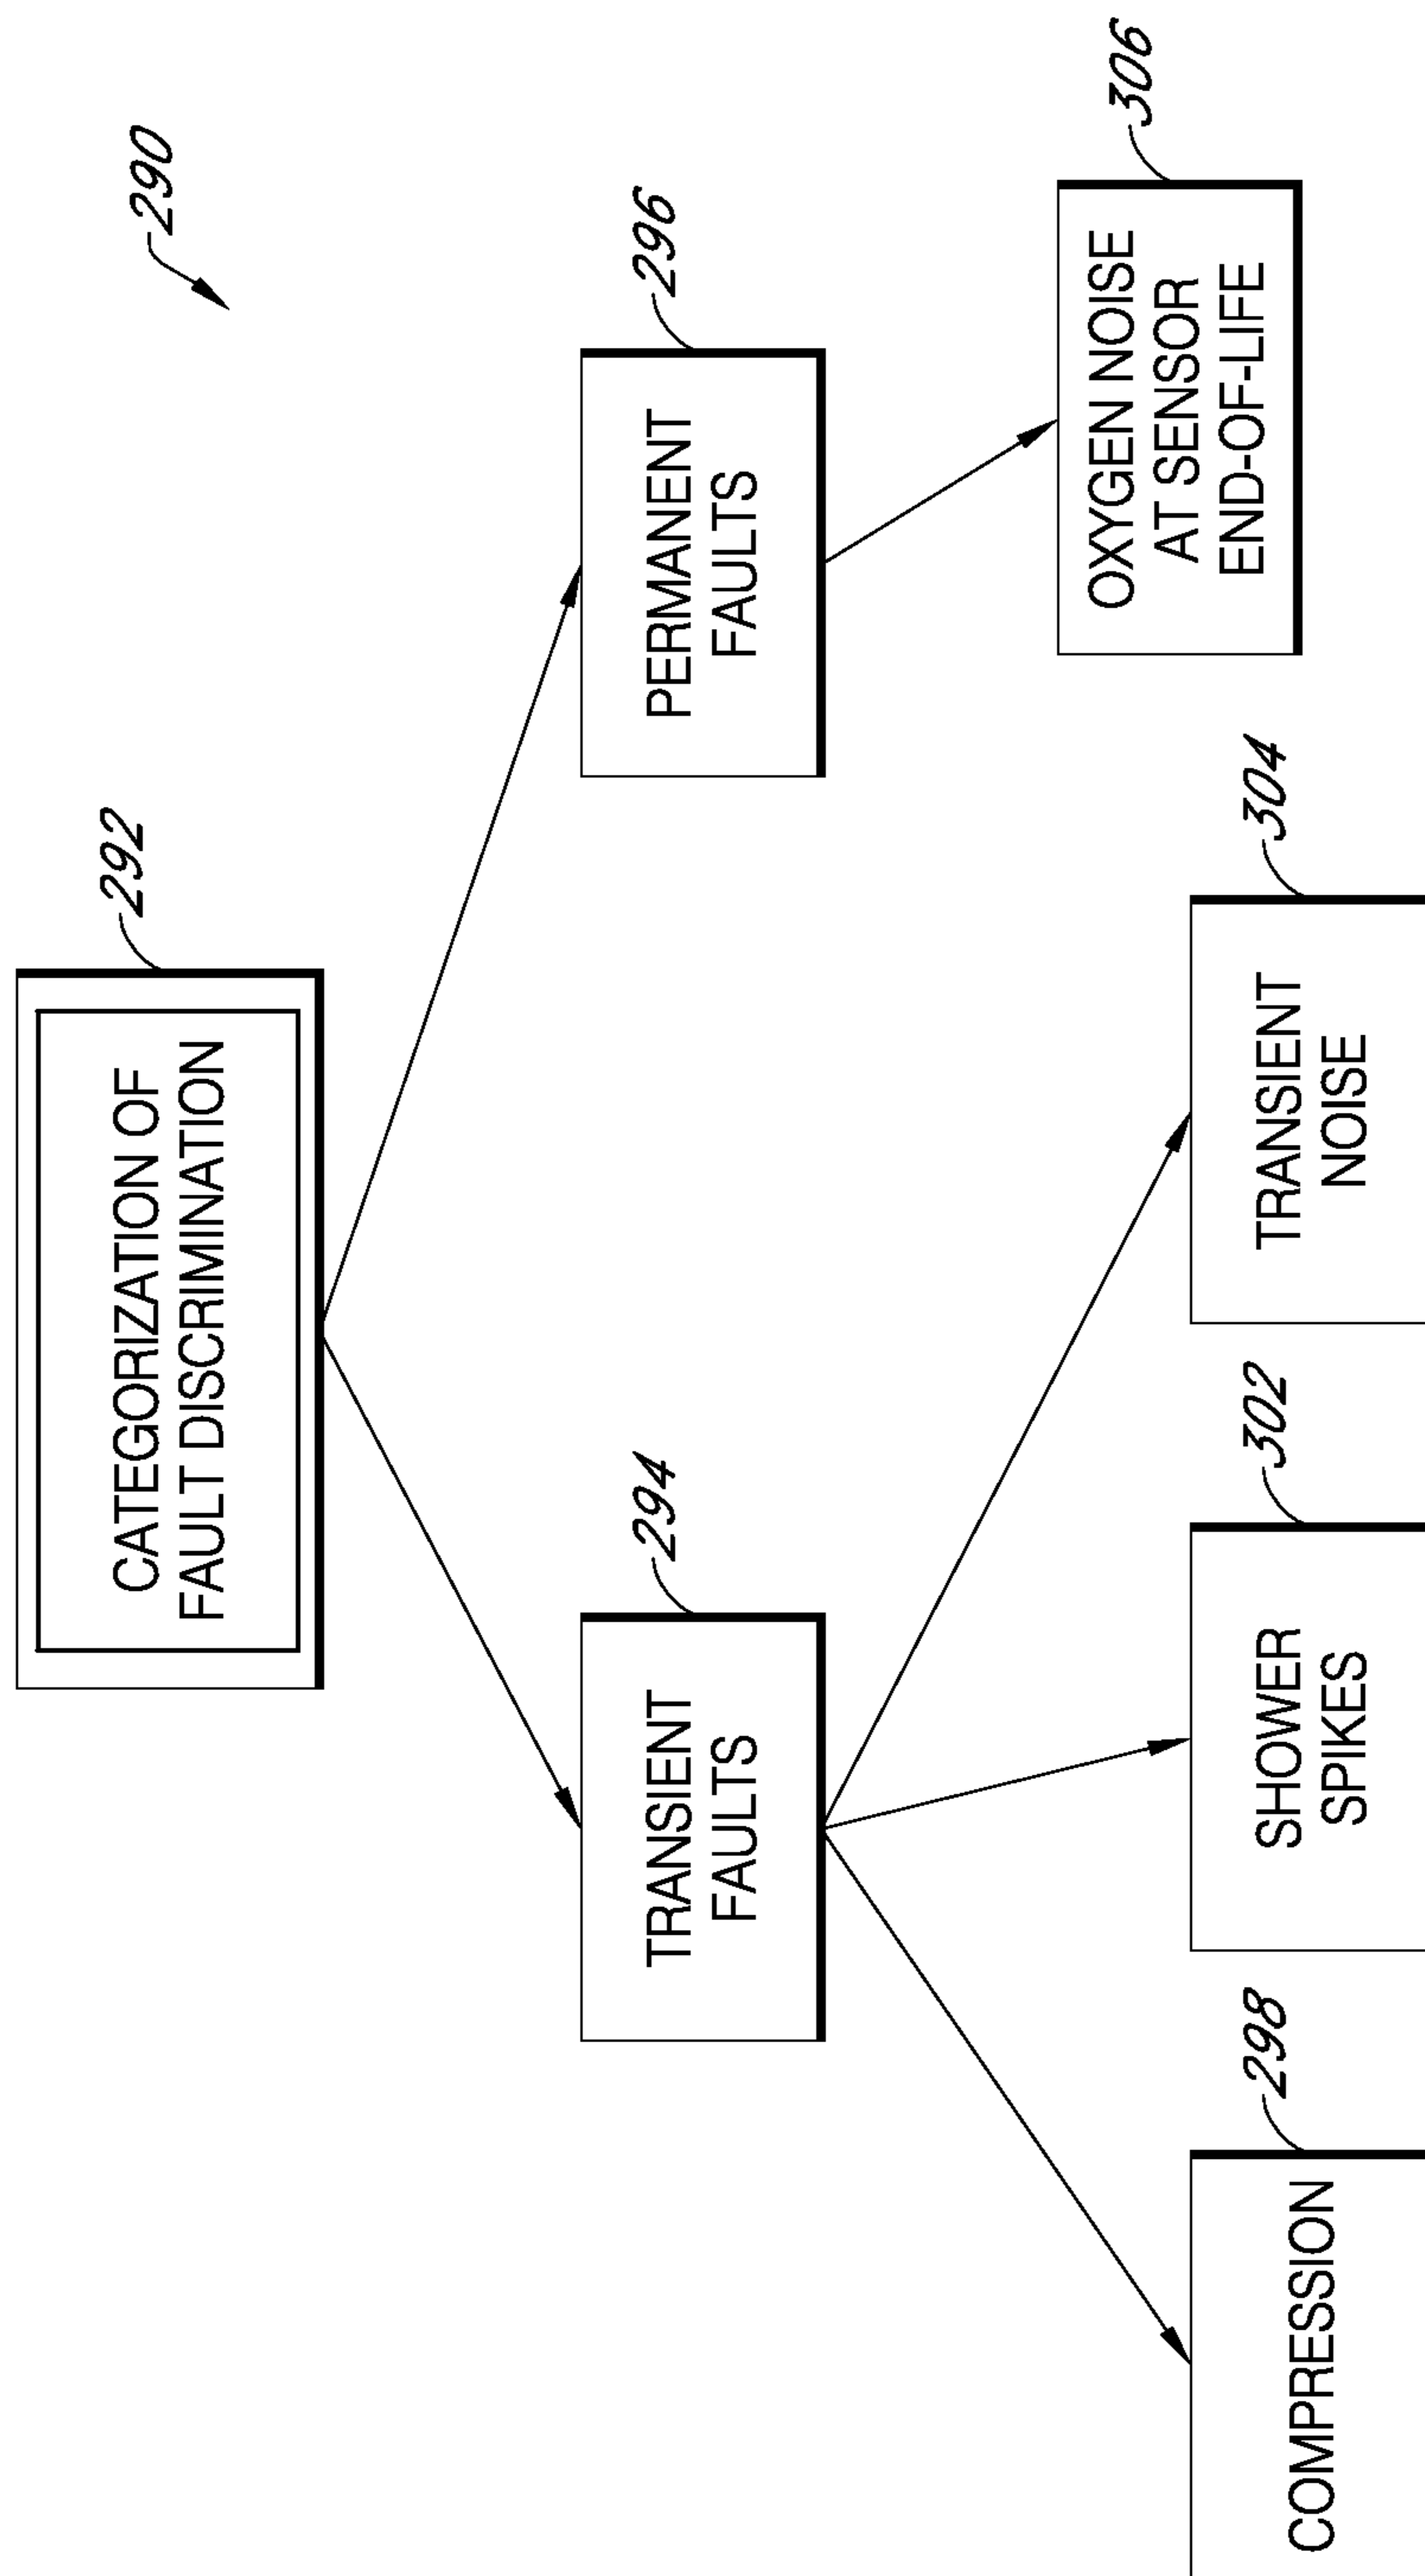 290
292
CATEGORIZATION OF
FAULT DISCRIMINATION
294
TRANSIENT
FAULTS
296
PERMANENT
FAULTS
298
COMPRESSION
302
SHOWER
SPIKES
304
TRANSIENT
NOISE
306
OXYGEN NOISE
AT SENSOR
END-OF-LIFE